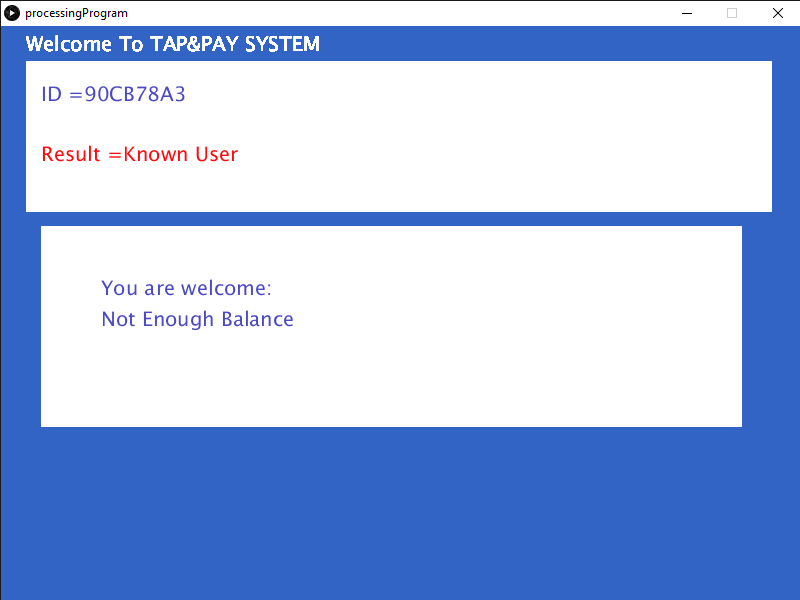 processingProgram
Welcome To TAP&PAY SYSTEM
ID =90CB78A3
Result =Known User
You are welcome:
Not Enough Balance